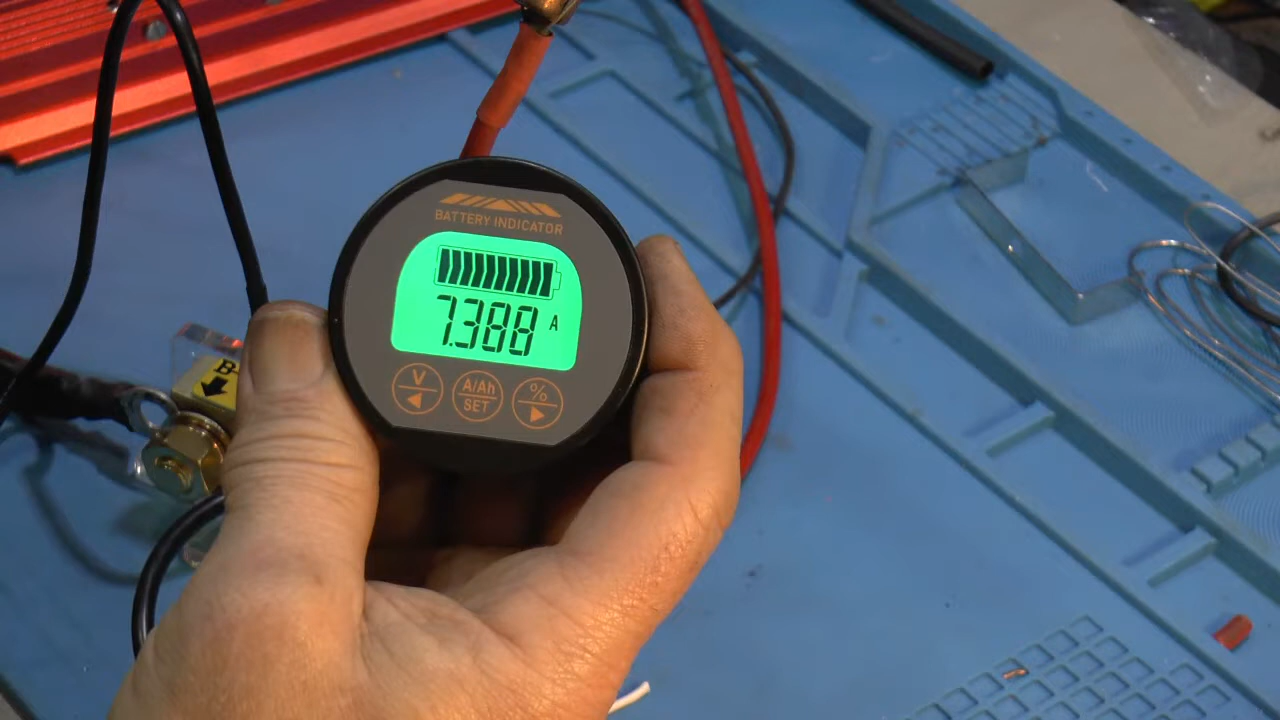 BATTERY INDICATOR
7.388 A
V
A/Ah
SET
%
B-